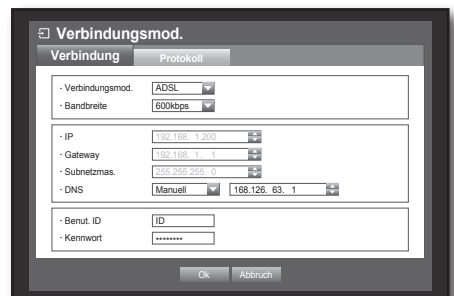 Verbindungsmod.
Verbindung Protokoll
· Verbindungsmod. ADSL
· Bandbreite 600kbps
· IP 192.168. 1.200
· Gateway 192.168. 1. 1
· Subnetzmas. 255.255.255. 0
· DNS Manuell 168.126. 63. 1
· Benut. ID ID
· Kennwort ********
Ok Abbruch